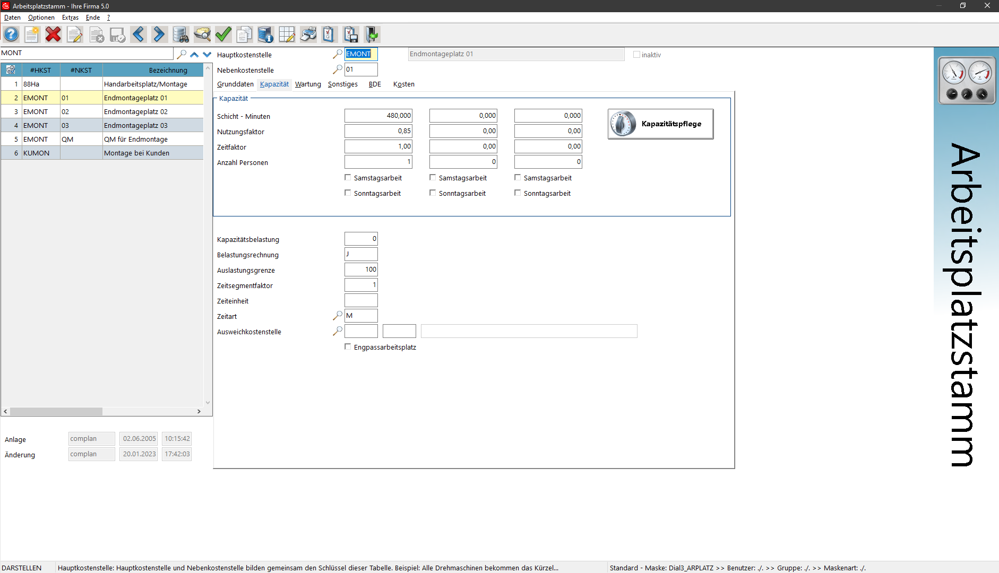 Arbeitsplatzstamm - Ihre Firma 5.0
Daten Optionen Extras Ende ?
MONT
#HKST #NKST Bezeichnung
1 88Ha Handarbeitsplatz/Montage
2 EMONT 01 Endmontageplatz 01
3 EMONT 02 Endmontageplatz 02
4 EMONT 03 Endmontageplatz 03
5 EMONT QM QM für Endmontage
6 KUMON Montage bei Kunden
Anlage complan 02.06.2005 10:15:42
Änderung complan 20.01.2023 17:42:03
Hauptkostenstelle EMONT Endmontageplatz 01 inaktiv
Nebenkostenstelle 01
Grunddaten Kapazität Wartung Sonstiges BDE Kosten
Kapazität
Schicht - Minuten 480,000 0,000 0,000
Kapazitätspflege
Nutzungsfaktor 0,85 0,00 0,00
Zeitfaktor 1,00 0,00 0,00
Anzahl Personen 1 0 0
Samstagsarbeit Samstagsarbeit Samstagsarbeit
Sonntagsarbeit Sonntagsarbeit Sonntagsarbeit
Kapazitätsbelastung 0
Belastungsrechnung J
Auslastungsgrenze 100
Zeitsegmentfaktor 1
Zeiteinheit
Zeitart M
Ausweichkostenstelle
Engpassarbeitsplatz
Arbeitsplatzstamm
DARSTELLEN Hauptkostenstelle: Hauptkostenstelle und Nebenkostenstelle bilden gemeinsam den Schlüssel dieser Tabelle. Beispiel: Alle Drehmaschinen bekommen das Kürzel... Standard - Maske: Dial3_ARPLATZ >> Benutzer: ./. >> Gruppe: ./. >> Maskenart: ./.